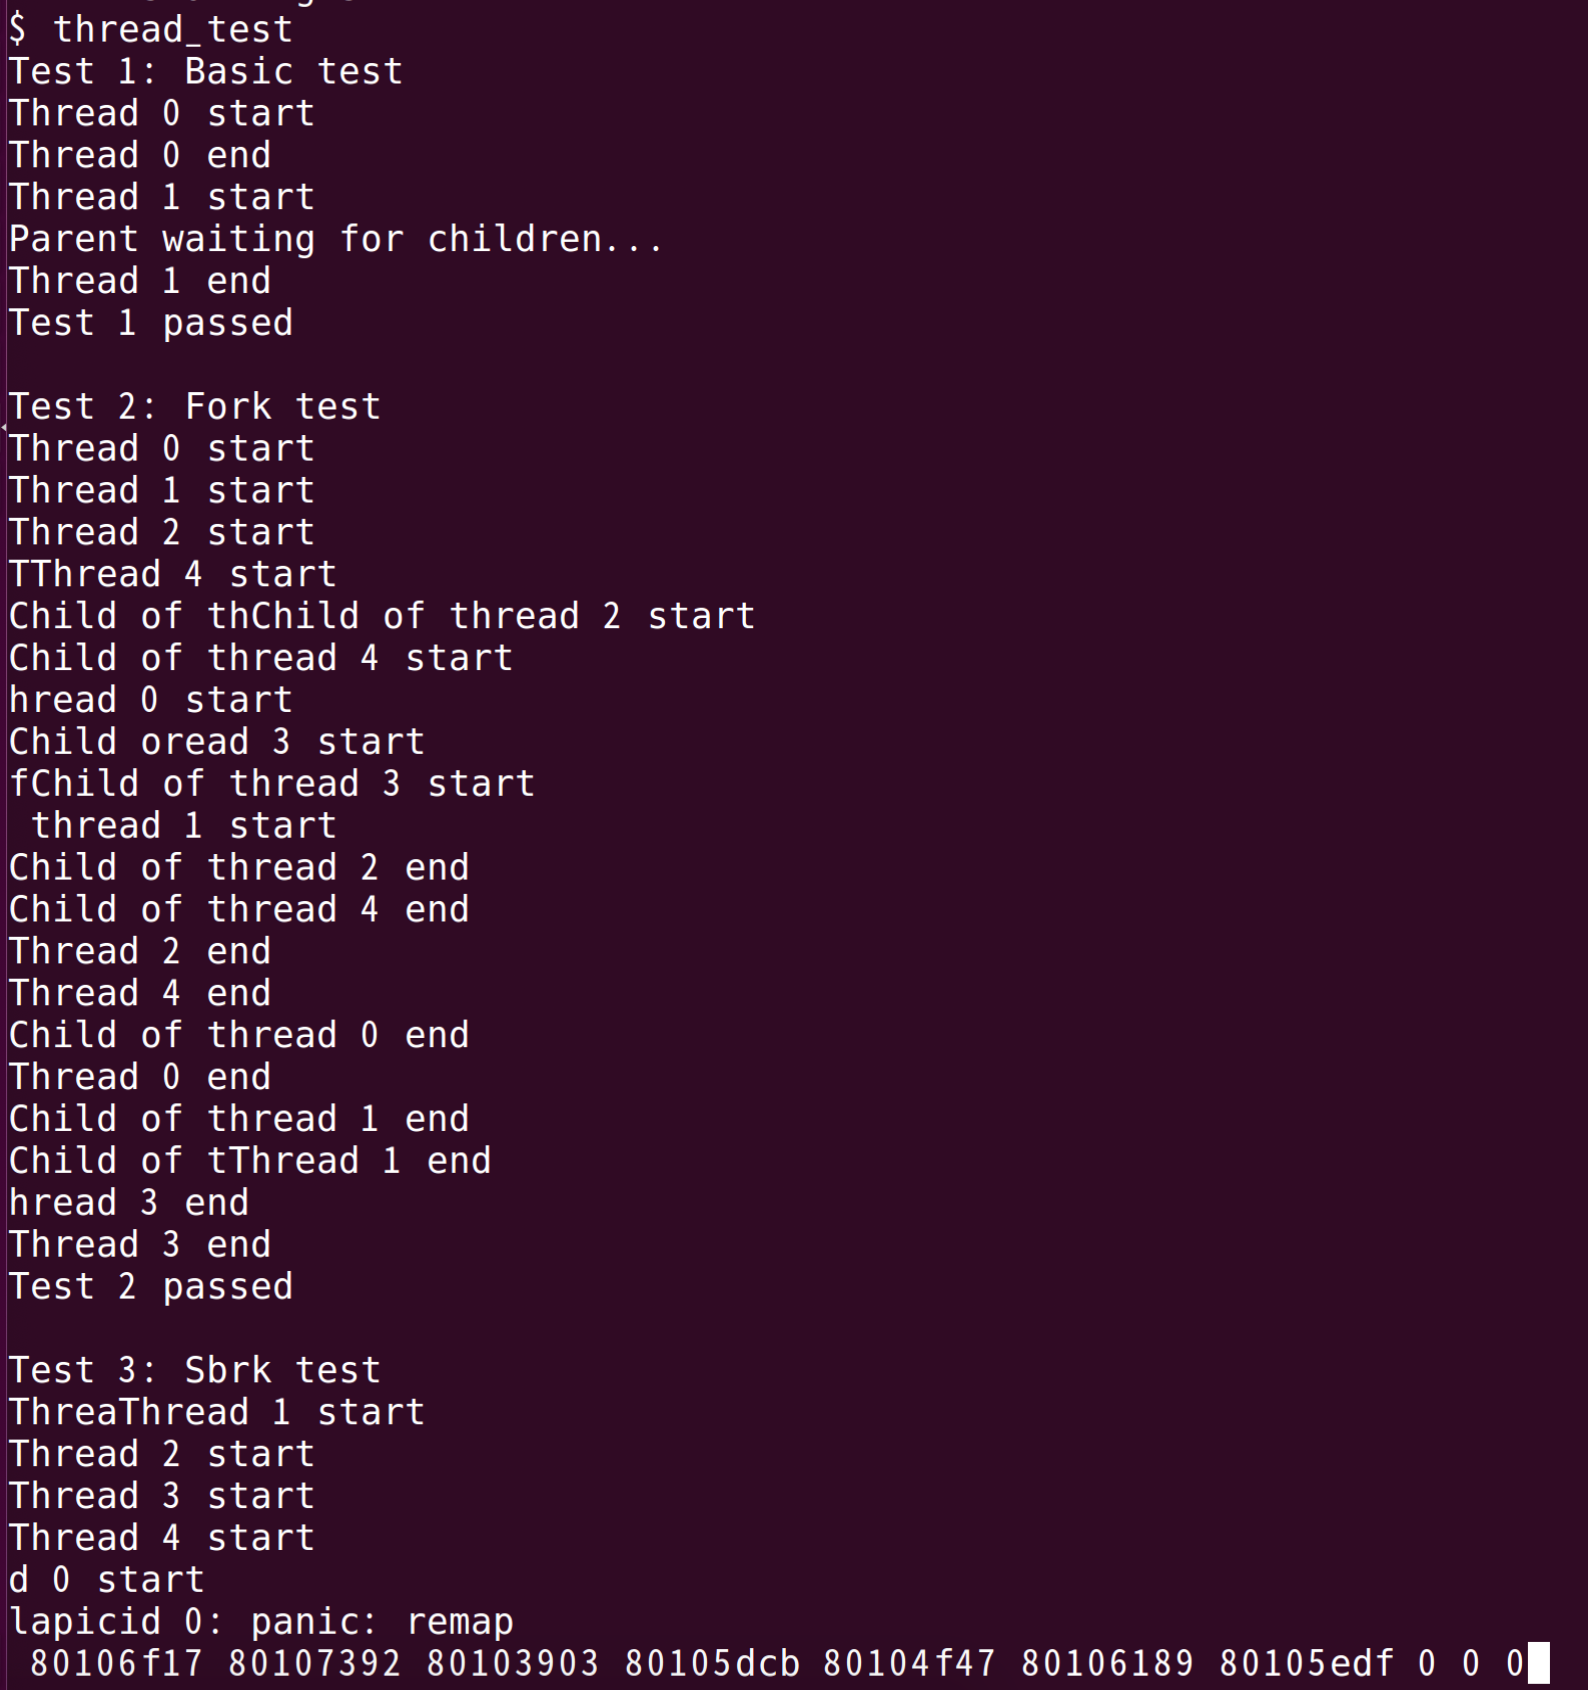 $ thread_test
Test 1: Basic test
Thread 0 start
Thread 0 end
Thread 1 start
Parent waiting for children...
Thread 1 end
Test 1 passed

Test 2: Fork test
Thread 0 start
Thread 1 start
Thread 2 start
TThread 4 start
Child of thChild of thread 2 start
Child of thread 4 start
hread 0 start
Child oread 3 start
fChild of thread 3 start
 thread 1 start
Child of thread 2 end
Child of thread 4 end
Thread 2 end
Thread 4 end
Child of thread 0 end
Thread 0 end
Child of thread 1 end
Child of tThread 1 end
hread 3 end
Thread 3 end
Test 2 passed

Test 3: Sbrk test
ThreaThread 1 start
Thread 2 start
Thread 3 start
Thread 4 start
d 0 start
lapicid 0: panic: remap
 80106f17 80107392 80103903 80105dcb 80104f47 80106189 80105edf 0 0 0